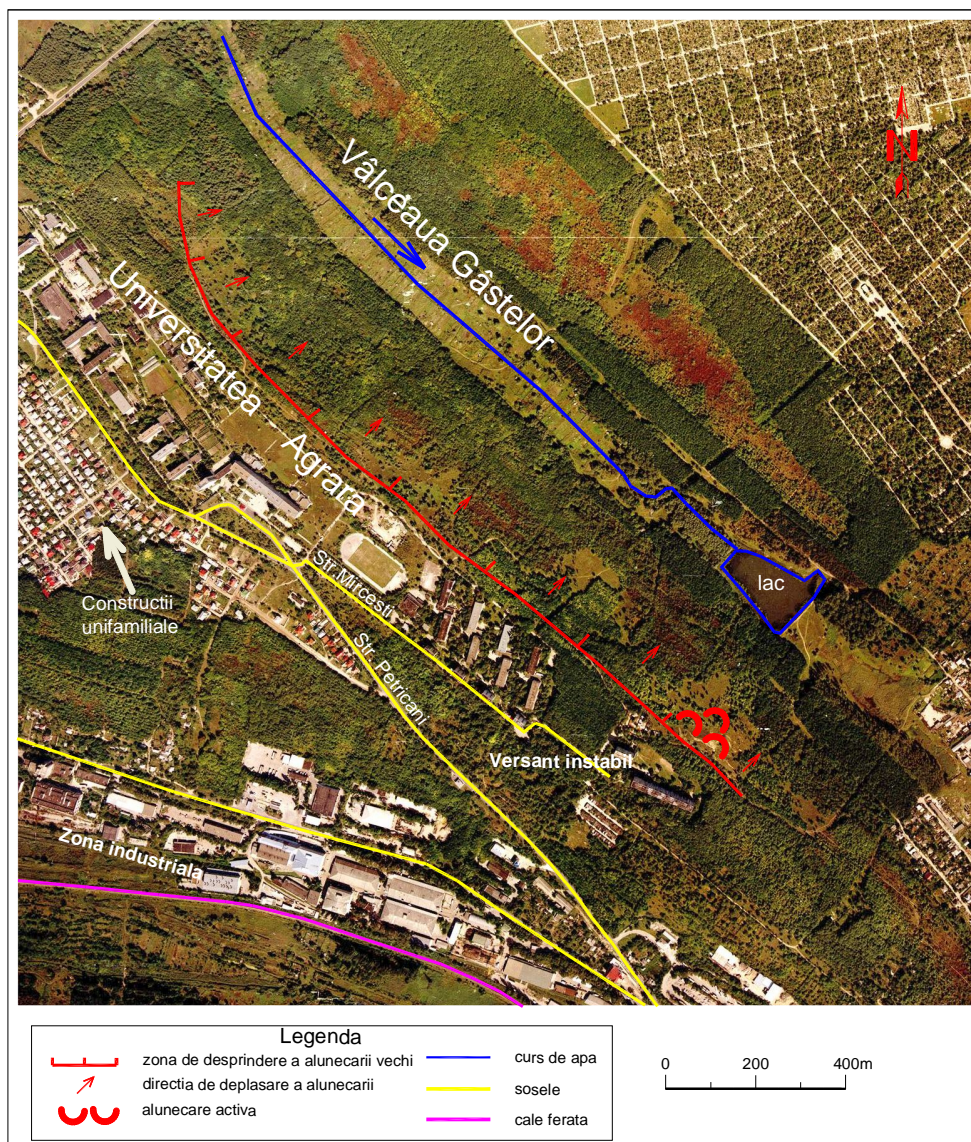 N
Vâlceaua Gâstelor
Universitatea
Agrara
lac
Str.Mircesti
Constructii
unifamiliale
Str. Petricani
Versant instabil
Zona industriala
Legenda
zona de desprindere a alunecarii vechi
directia de deplasare a alunecarii
alunecare activa
curs de apa
sosele
cale ferata
0 200 400m